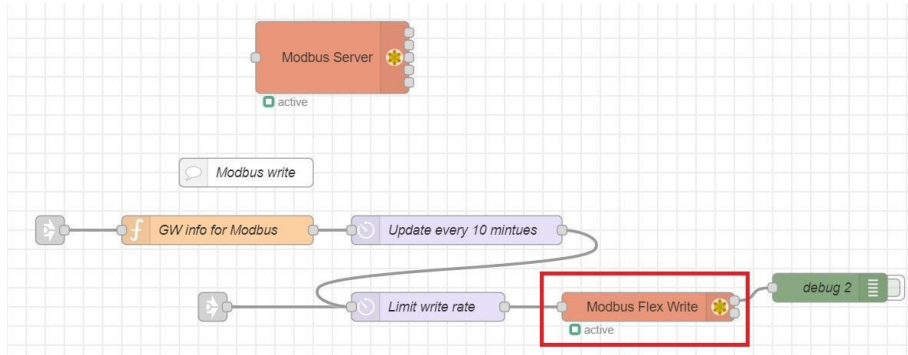 Modbus Server
active
Modbus write
GW info for Modbus
Update every 10 mintues
Limit write rate
Modbus Flex Write
debug 2
active